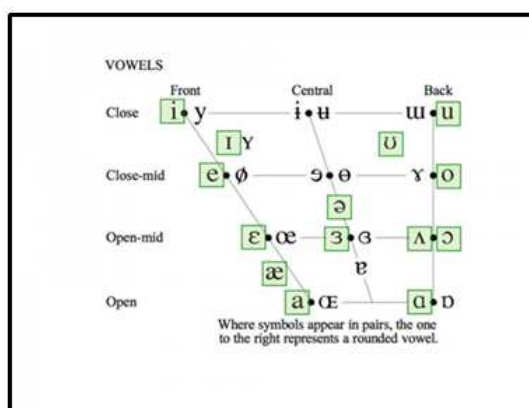 VOWELS
Front Central Back
Close i y ɨ ʉ ɯ u
ɪ ʏ ʊ
Close-mid e ø ɘ ɵ ɤ o
ə
Open-mid ɛ œ ɜ ɞ ʌ ɔ
æ ɐ
Open a ɶ ɑ ɒ
Where symbols appear in pairs, the one
to the right represents a rounded vowel.